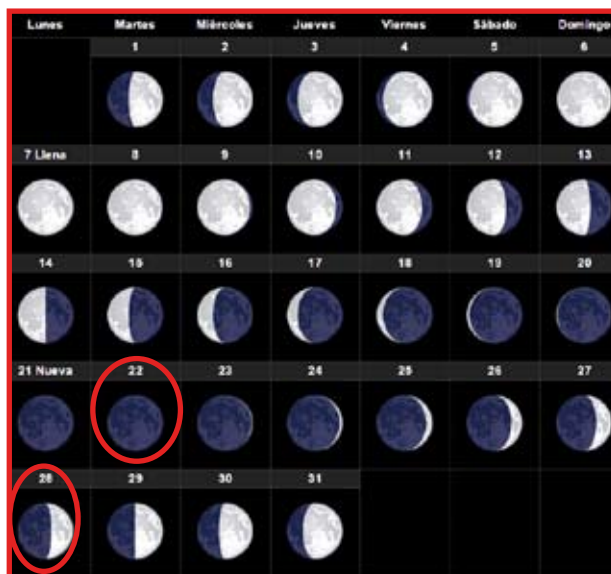 Lunes Martes Miércoles Jueves Viernes Sábado Domingo
1 2 3 4 5 6
7 Llena 8 9 10 11 12 13
14 15 16 17 18 19 20
21 Nueva 22 23 24 25 26 27
28 29 30 31